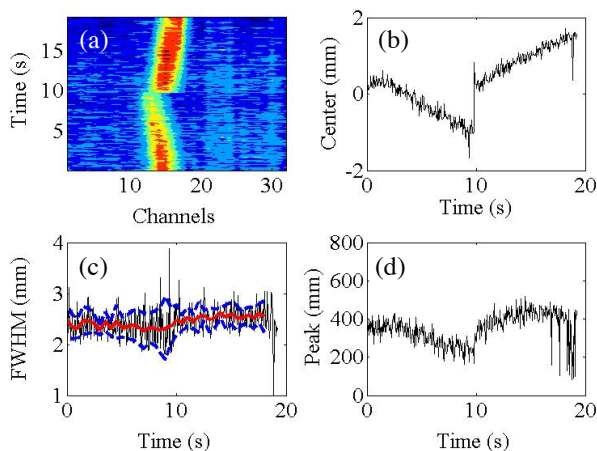 (a)
Time (s)
15
10
5
10 20 30
Channels
(b)
Center (mm)
2
0
-2
0 10 20
Time (s)
(c)
FWHM (mm)
4
3
2
1
0 10 20
Time (s)
(d)
Peak (mm)
800
600
400
200
0
0 10 20
Time (s)